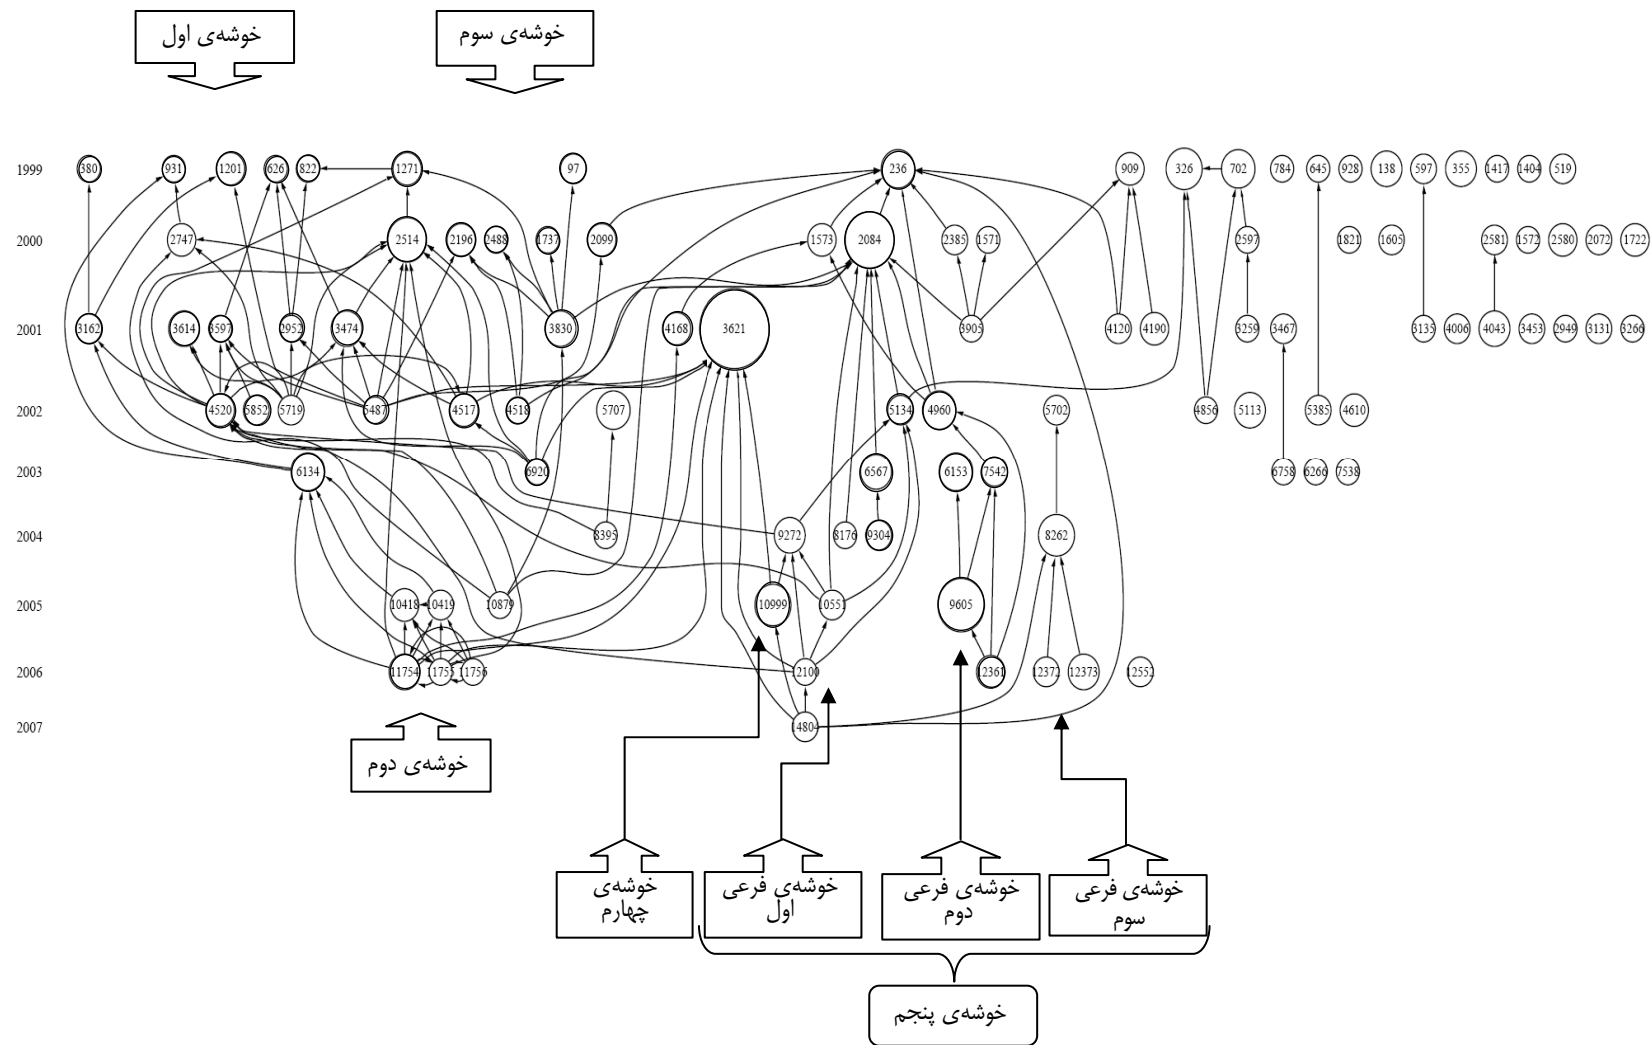 خوشه‌ی اول
خوشه‌ی سوم
1999 380 931 1201 626 822 1271 97 236 909 326 702 784 645 928 138 597 355 1417 1404 519
2000 2747 2514 2196 2488 1737 2099 1573 2084 2385 1571 2597 1821 1605 2581 1572 2580 2072 1722
2001 3162 3614 3597 2952 3474 3830 4168 3621 3905 4120 4190 3259 3467 3135 4006 4043 3453 2949 3131 3266
2002 4520 5852 5719 5487 4517 4518 5707 5134 4960 5702 4856 5113 5385 4610
2003 6134 6920 6567 6153 7542 6758 6266 7538
2004 8395 9272 8176 9304 8262
2005 10418 10419 10879 10999 10551 9605
2006 11754 11755 11756 12100 12361 12372 12373 12552
2007 14804
خوشه‌ی دوم
خوشه‌ی
چهارم
خوشه‌ی فرعی
اول
خوشه‌ی فرعی
دوم
خوشه‌ی فرعی
سوم
خوشه‌ی پنجم